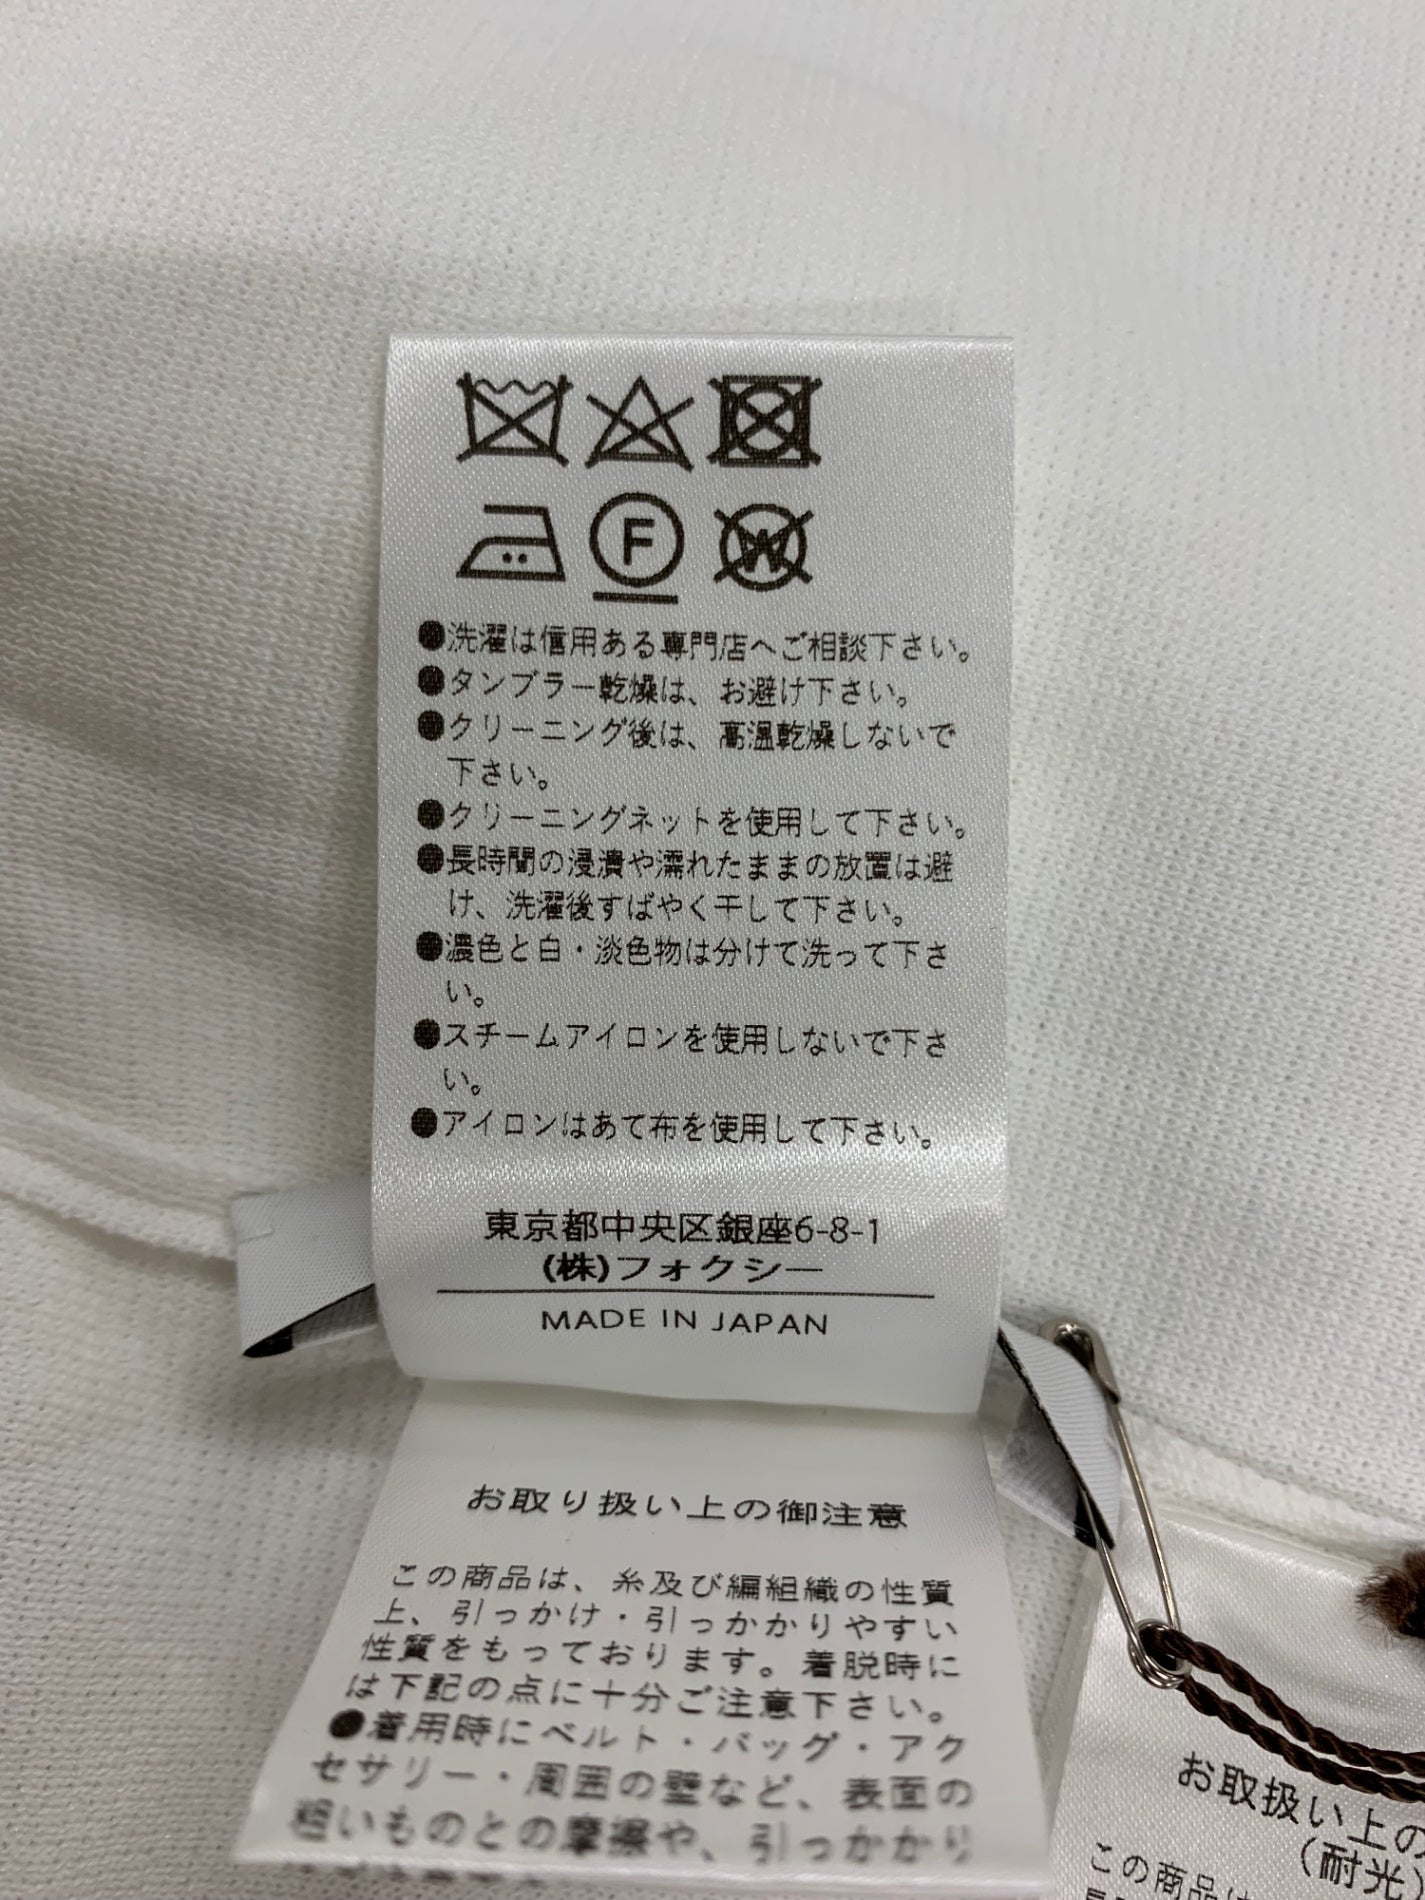 F
W
●洗濯は信用ある専門店へご相談下さい。
●タンブラー乾燥は、お避け下さい。
●クリーニング後は、高温乾燥しないで
下さい。
●クリーニングネットを使用して下さい。
●長時間の浸漬や濡れたままの放置は避
け、洗濯後すばやく干して下さい。
●濃色と白・淡色物は分けて洗って下さ
い。
●スチームアイロンを使用しないで下さ
い。
●アイロンはあて布を使用して下さい。
東京都中央区銀座6-8-1
(株)フォクシー
MADE IN JAPAN
お取り扱い上の御注意
この商品は、糸及び編組織の性質
上、引っかけ・引っかかりやすい
性質をもっております。着脱時に
は下記の点に十分ご注意下さい。
●着用時にベルト・バッグ・アク
セサリー・周囲の壁など、表面の
粗いものとの摩擦や、引っかかり
お取扱い上の
(耐光)
この商品は